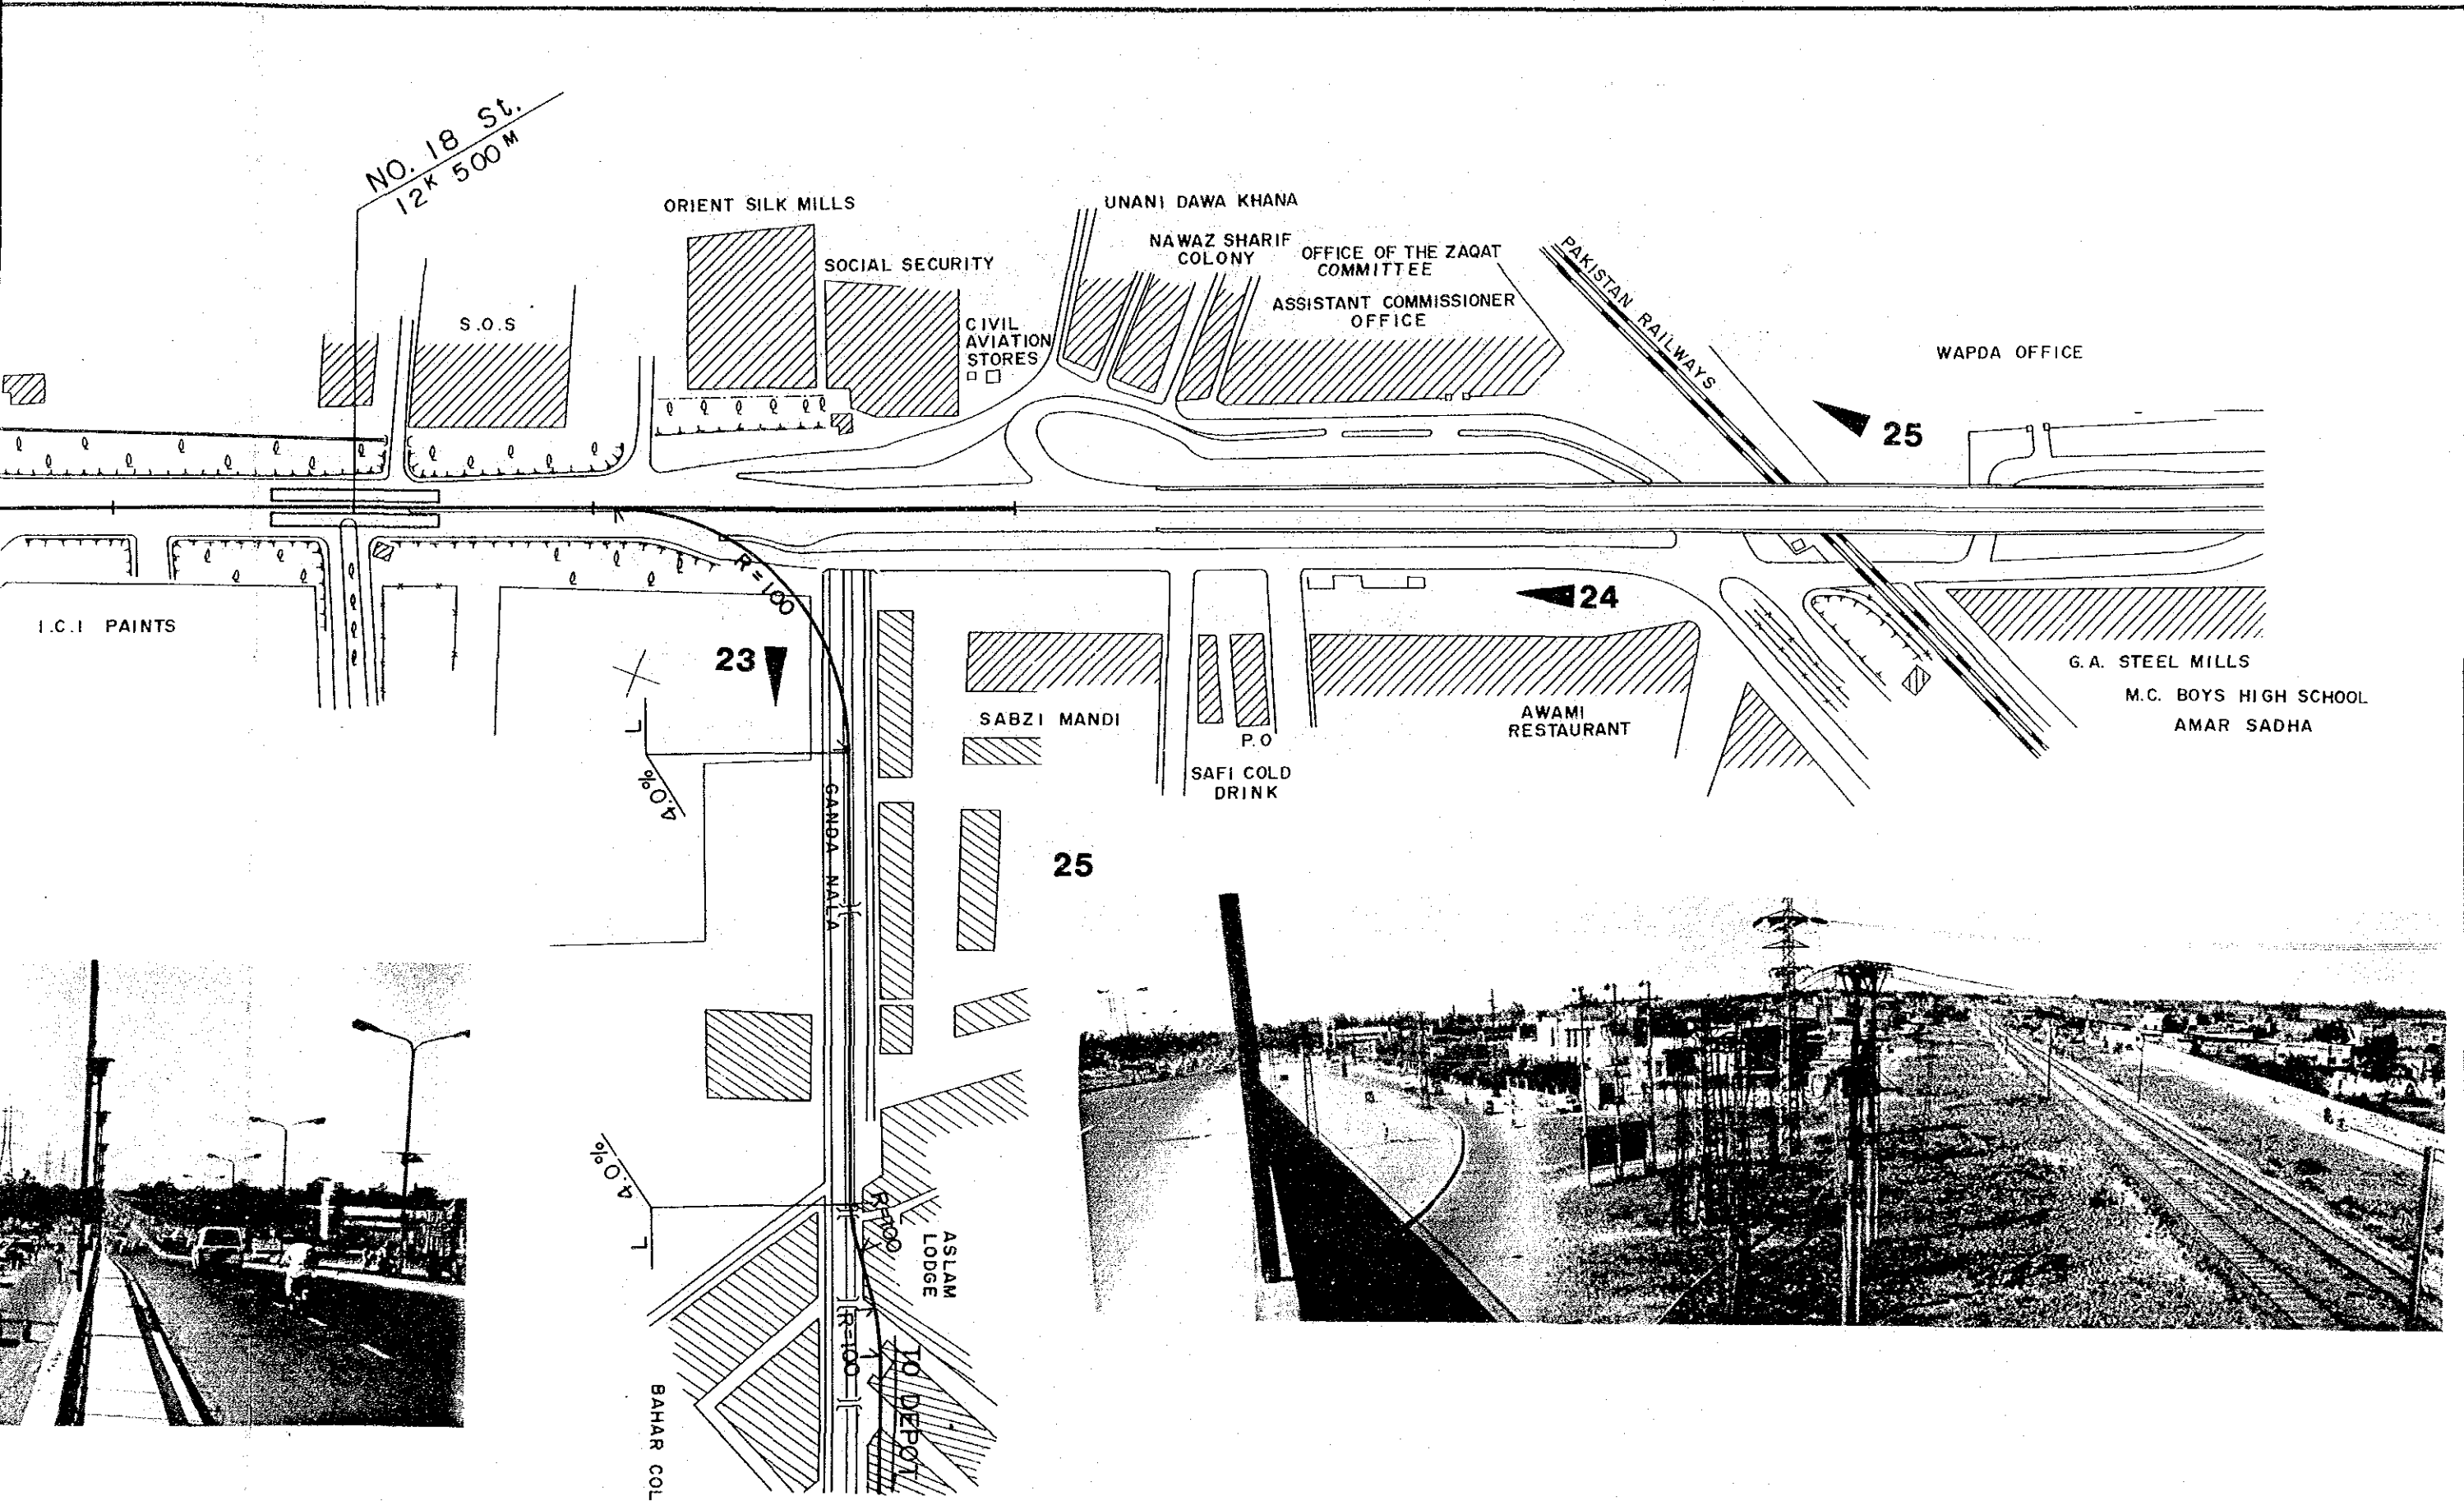 NO. 18 St.
12K 500M
ORIENT SILK MILLS
UNANI DAWA KHANA
NAWAZ SHARIF
COLONY
OFFICE OF THE ZAQAT
COMMITTEE
SOCIAL SECURITY
ASSISTANT COMMISSIONER
OFFICE
PAKISTAN RAILWAYS
S.O.S
CIVIL
AVIATION
STORES
WAPDA OFFICE
25
R=100
24
I.C.I PAINTS
23
G.A. STEEL MILLS
M.C. BOYS HIGH SCHOOL
AMAR SADHA
SABZI MANDI
AWAMI
RESTAURANT
P.O
SAFI COLD
DRINK
L
4.0%
GANDA NALA
25
4.0%
L
R=100
ASLAM
LODGE
R=100
TO DEPOT
BAHAR COL